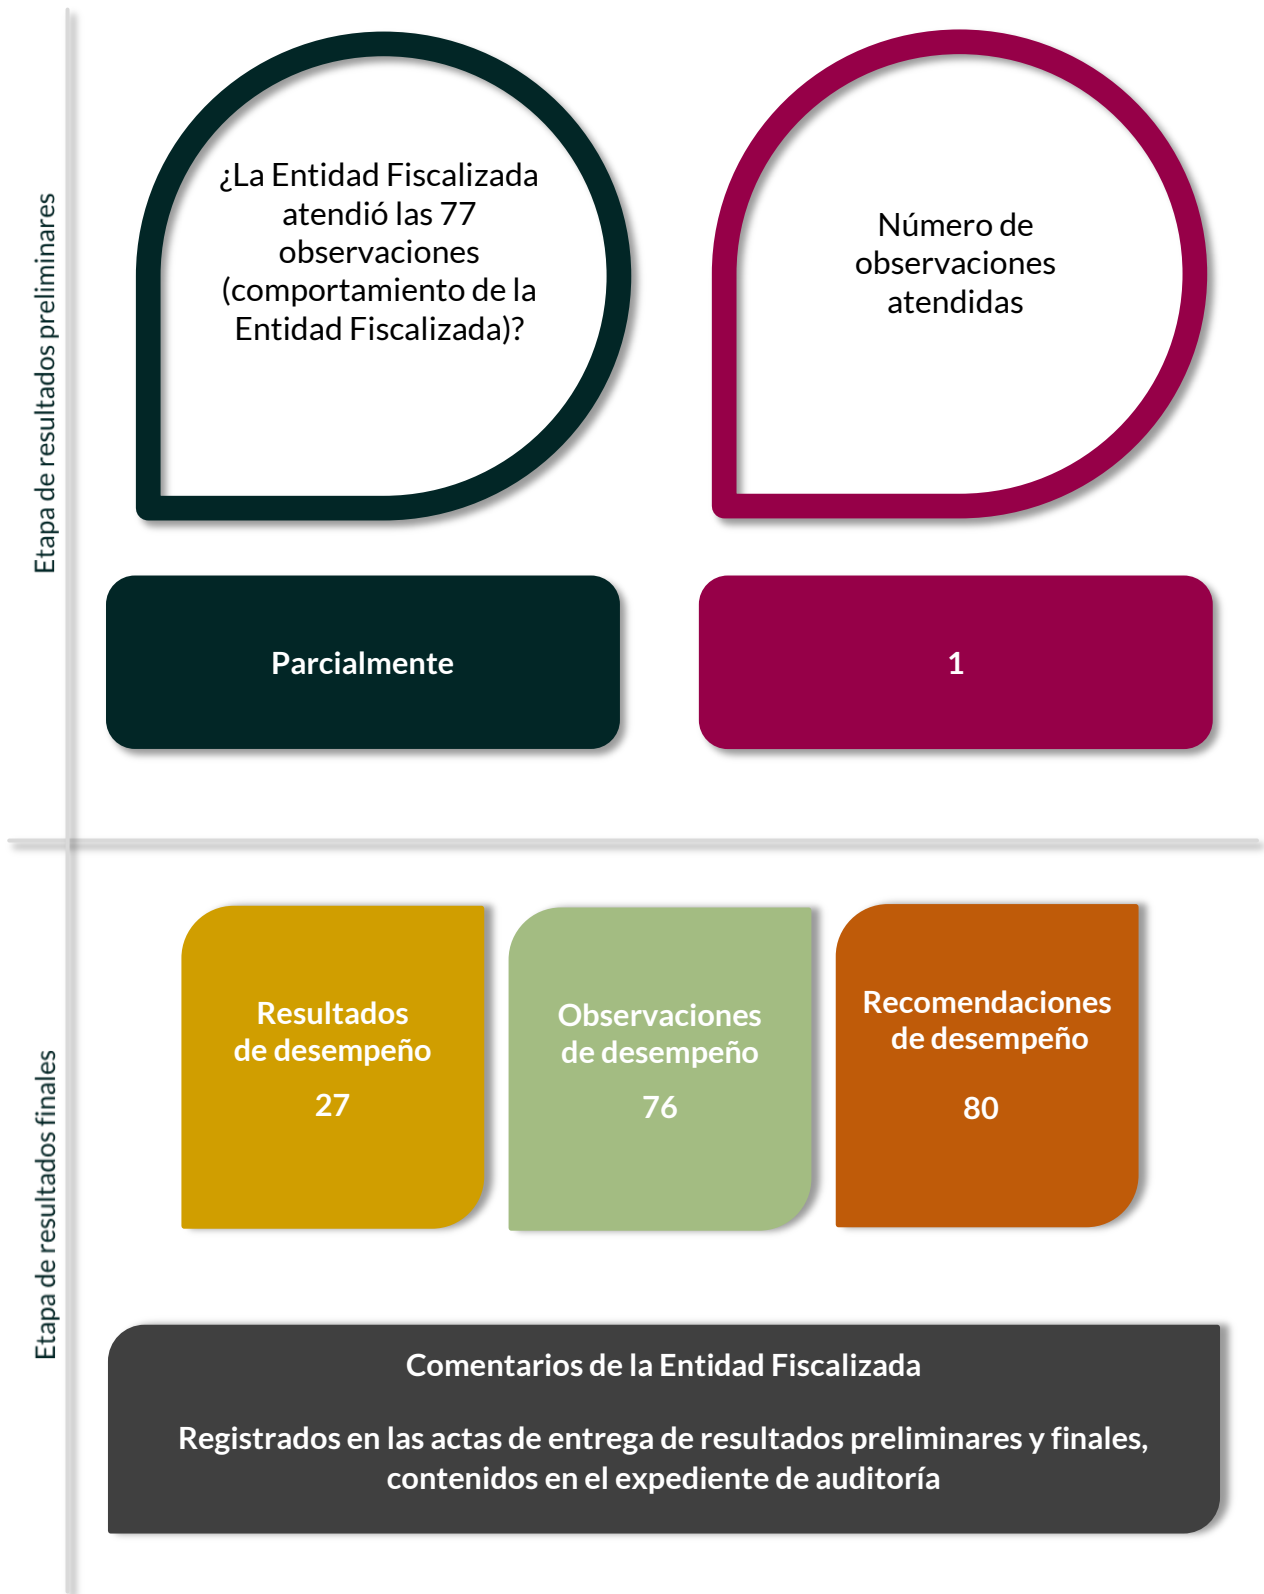 Etapa de resultados preliminares
¿La Entidad Fiscalizada
atendió las 77
observaciones
(comportamiento de la
Entidad Fiscalizada)?
Número de
observaciones
atendidas
Parcialmente
1
Etapa de resultados finales
Resultados
de desempeño
27
Observaciones
de desempeño
76
Recomendaciones
de desempeño
80
Comentarios de la Entidad Fiscalizada
Registrados en las actas de entrega de resultados preliminares y finales,
contenidos en el expediente de auditoría